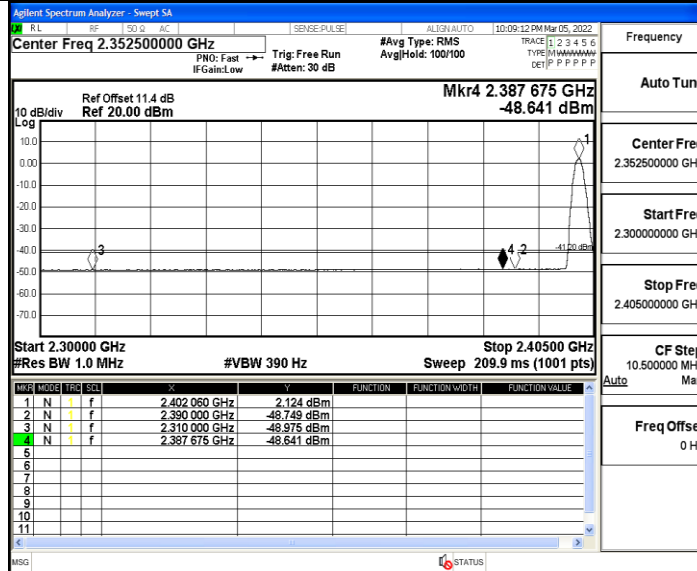 Agilent Spectrum Analyzer - Swept SA
RL RF 50 Ω AC SENSE:PULSE ALIGN AUTO 10:09:12 PM Mar 05, 2022
Center Freq 2.352500000 GHz
PNO: Fast
IFGain:Low
Trig: Free Run
#Atten: 30 dB
#Avg Type: RMS
Avg|Hold: 100/100
TRACE 1 2 3 4 5 6
TYPE M WWWWW
DET P P P P P P
Ref Offset 11.4 dB
Ref 20.00 dBm
10 dB/div
Log
Mkr4 2.387 675 GHz
-48.641 dBm
10.0
0.00
-10.0
-20.0
-30.0
-40.0
-50.0
-60.0
-70.0
1
3
4 2
-41.20 dBm
Start 2.30000 GHz Stop 2.40500 GHz
#Res BW 1.0 MHz #VBW 390 Hz Sweep 209.9 ms (1001 pts)
MKR MODE TRC SCL X Y FUNCTION FUNCTION WIDTH FUNCTION VALUE
1 N 1 f 2.402 060 GHz 2.124 dBm
2 N 1 f 2.390 000 GHz -48.749 dBm
3 N 1 f 2.310 000 GHz -48.975 dBm
4 N 1 f 2.387 675 GHz -48.641 dBm
5
6
7
8
9
10
11
MSG STATUS
Frequency
Auto Tun
Center Fre
2.352500000 GH
Start Fre
2.300000000 GH
Stop Fre
2.405000000 GH
CF Step
10.500000 MH
Auto Ma
Freq Offse
0 H